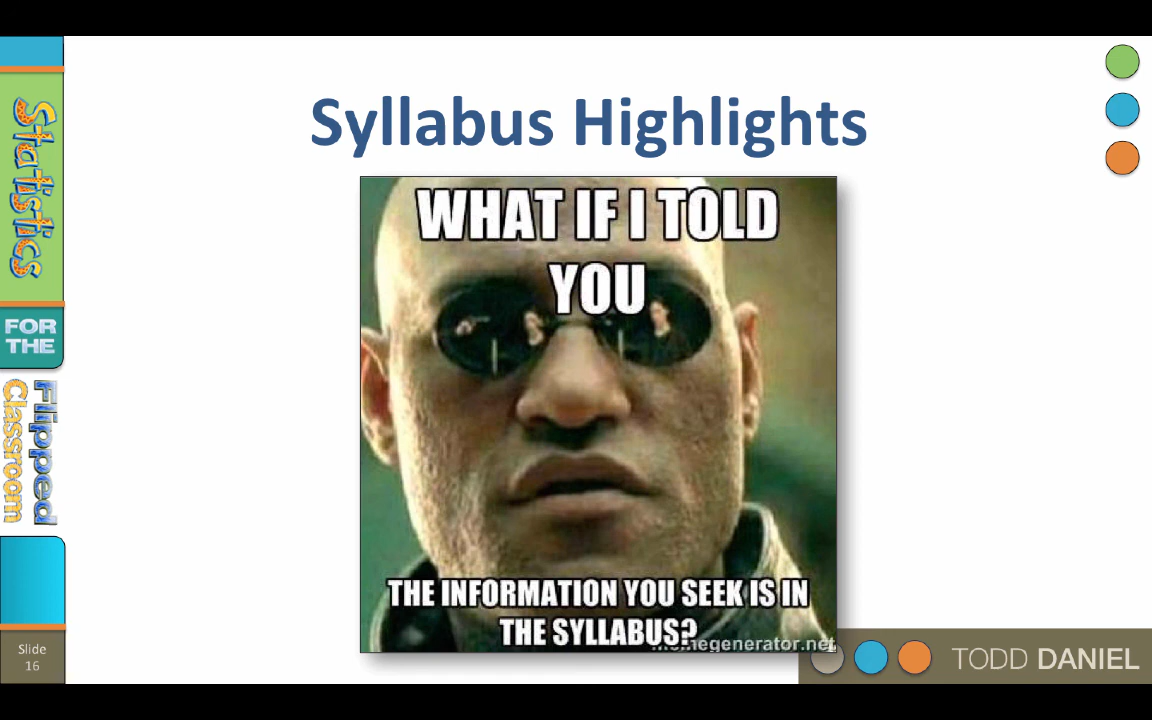 Syllabus Highlights
WHAT IF I TOLD
YOU
THE INFORMATION YOU SEEK IS IN
THE SYLLABUS?
Statistics
FOR
THE
Flipped
Classroom
Slide
16
memegenerator.net
TODD DANIEL